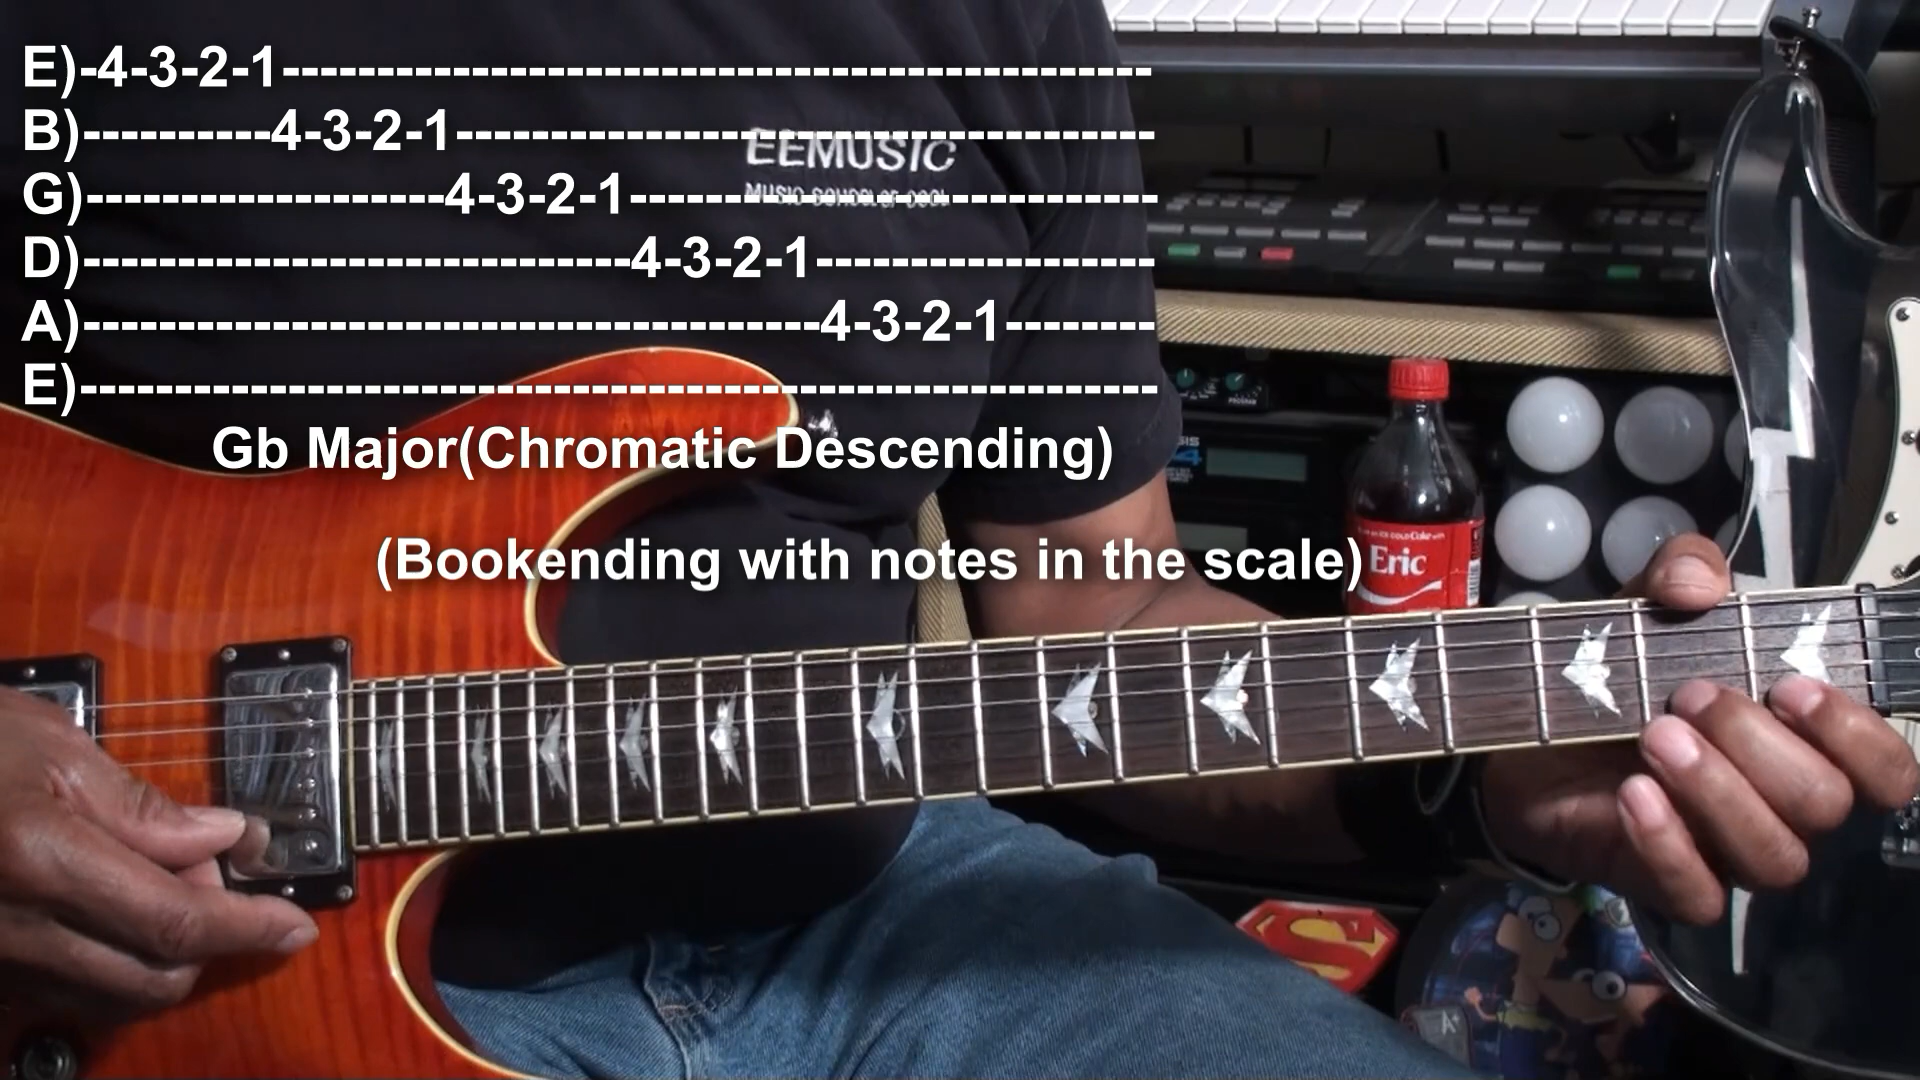 E)-4-3-2-1-----------------------------------------------
B)----------4-3-2-1--------------------------------------
G)-------------------4-3-2-1-----------------------------
D)-----------------------------4-3-2-1------------------
A)---------------------------------------4-3-2-1--------
E)----------------------------------------------------------
EEMUSIC
Gb Major(Chromatic Descending)
(Bookending with notes in the scale)
Eric
S